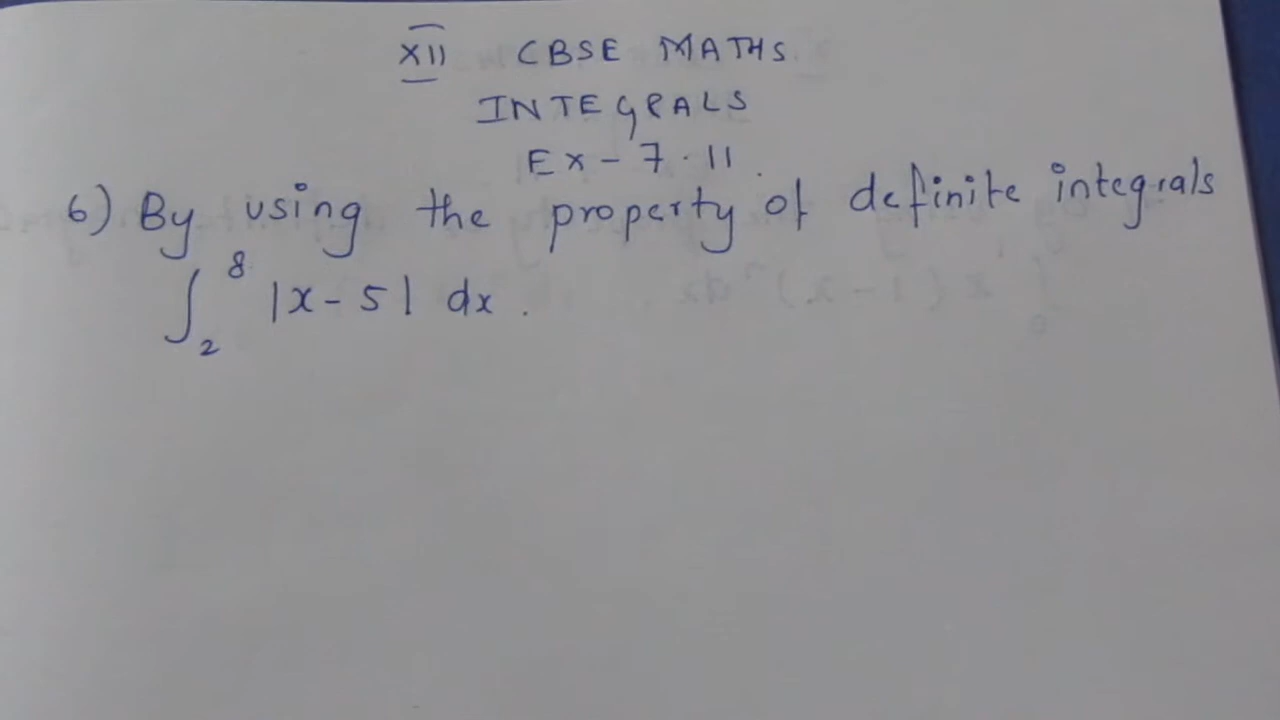 XII CBSE MATHS
INTEGRALS
Ex - 7.11.
6) By using the property of definite integrals
∫₂⁸ |x-5| dx.